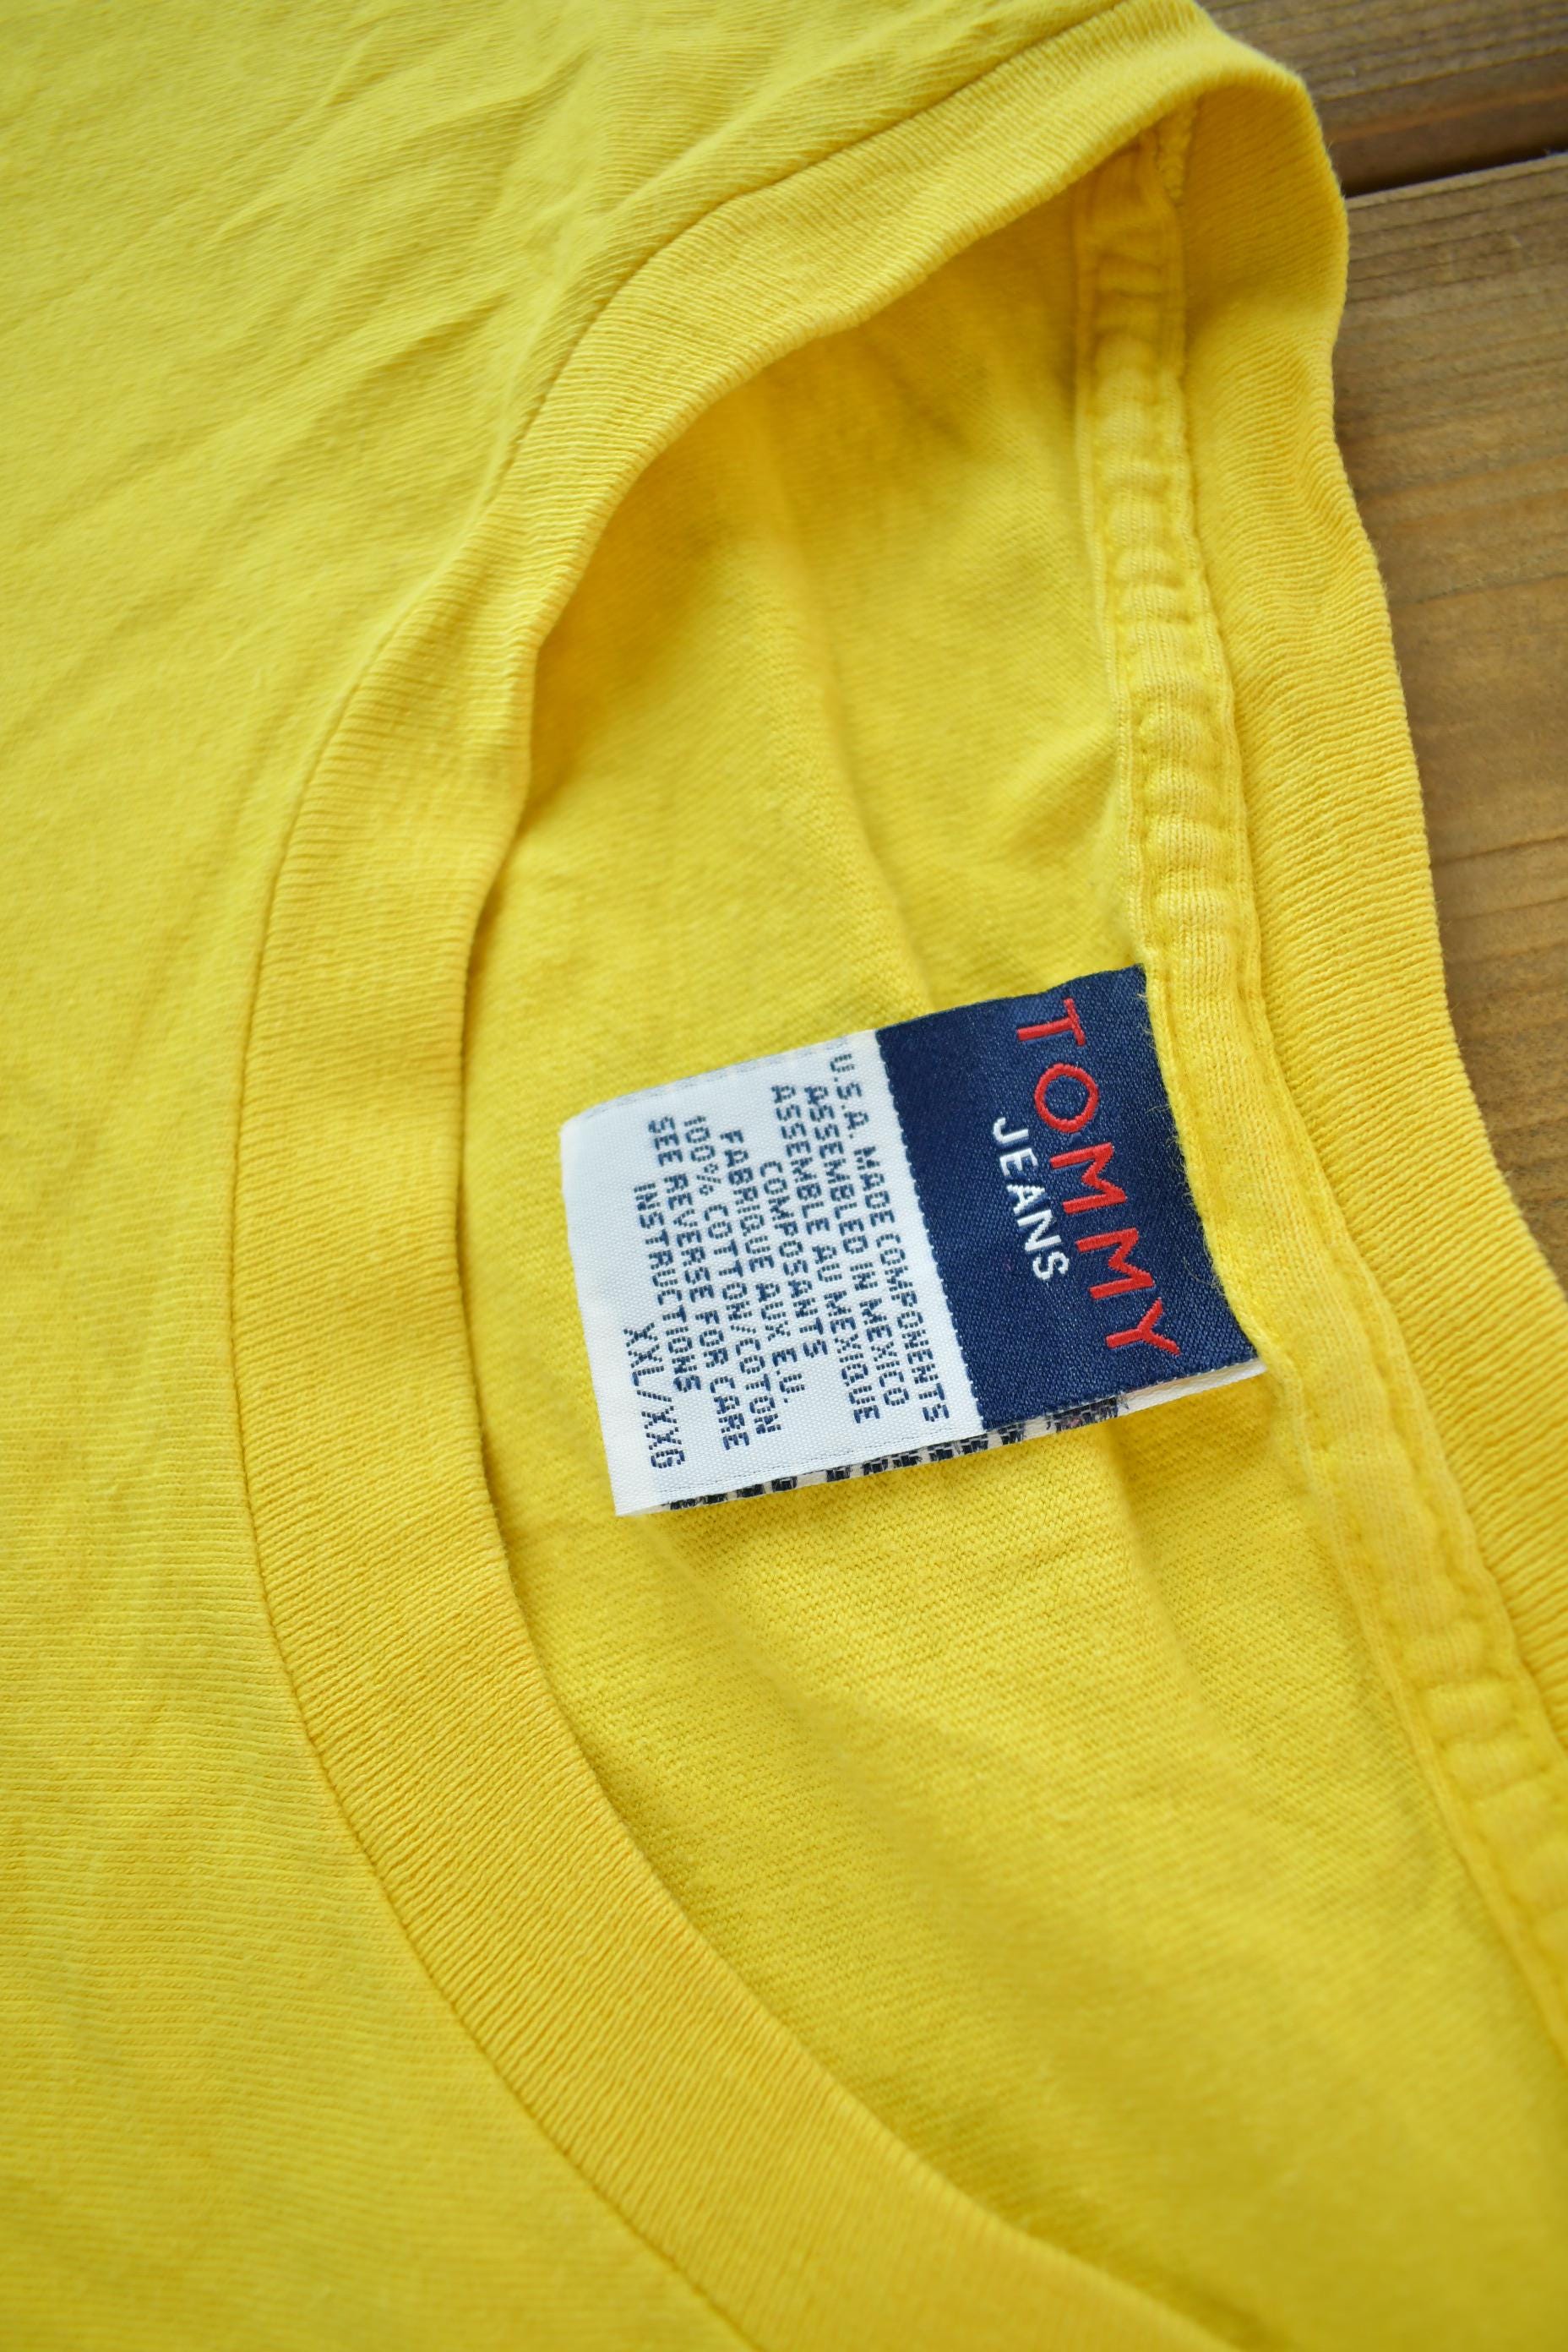 TOMMY
JEANS
U.S.A. MADE COMPONENTS
ASSEMBLED IN MEXICO
ASSEMBLE AU MEXIQUE
COMPOSANTS
FABRIQUE AUX E.U.
100% COTTON/COTON
SEE REVERSE FOR CARE
INSTRUCTIONS
XXL/XXG